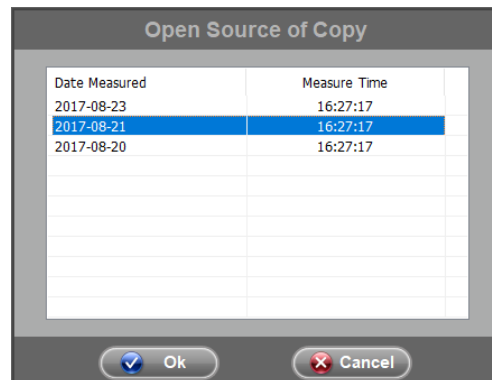 Open Source of Copy
Date Measured Measure Time
2017-08-23 16:27:17
2017-08-21 16:27:17
2017-08-20 16:27:17
Ok Cancel